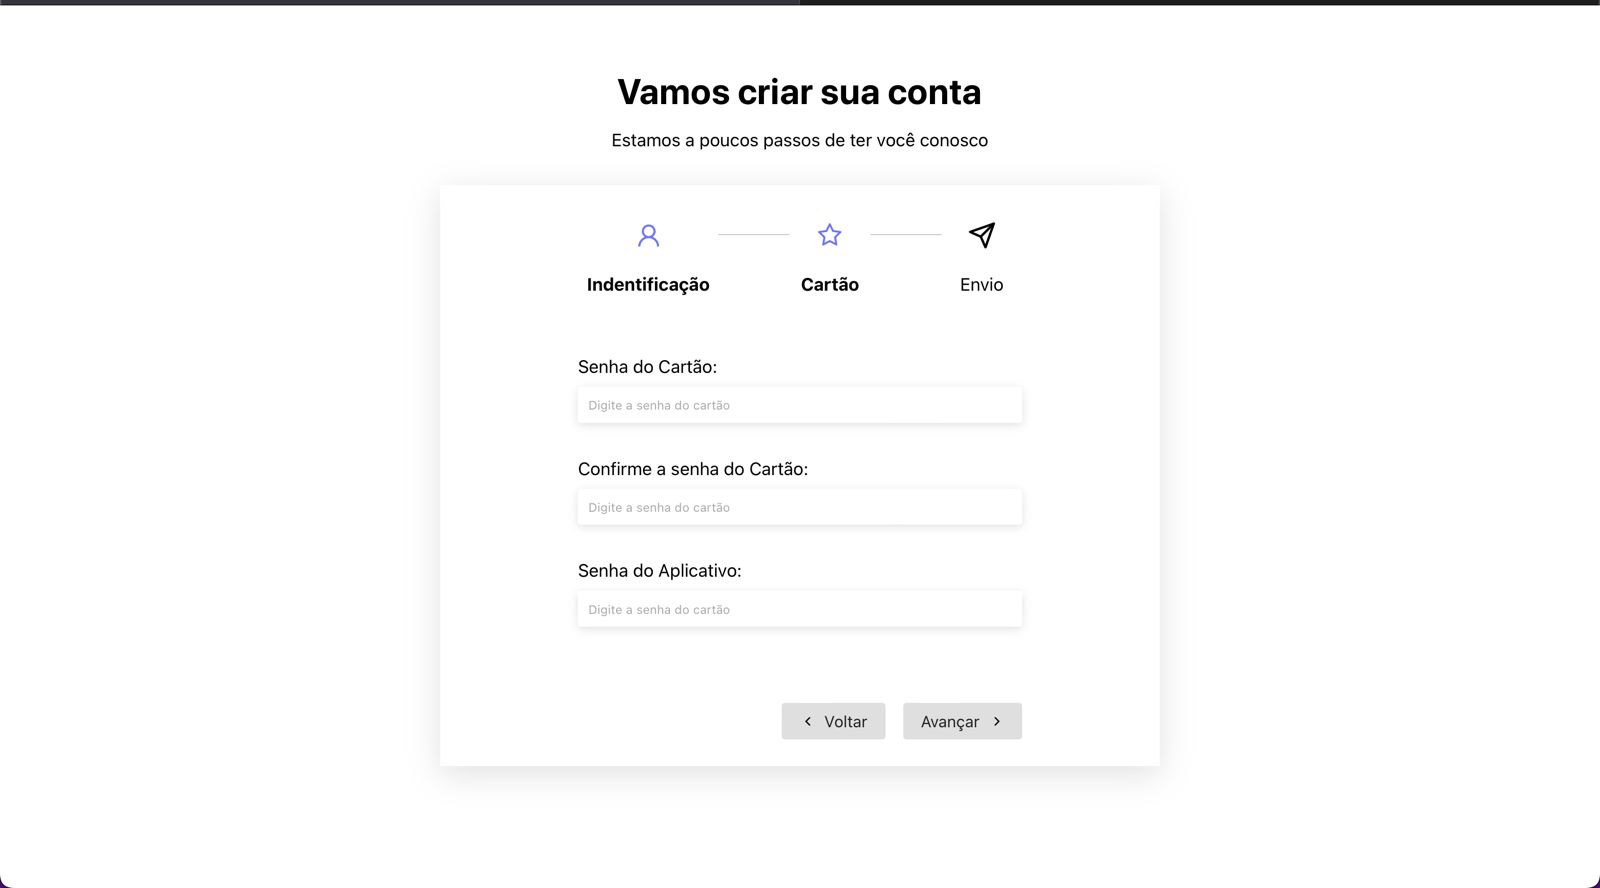 Vamos criar sua conta
Estamos a poucos passos de ter você conosco
Indentificação
Cartão
Envio
Senha do Cartão:
Digite a senha do cartão
Confirme a senha do Cartão:
Digite a senha do cartão
Senha do Aplicativo:
Digite a senha do cartão
Voltar
Avançar